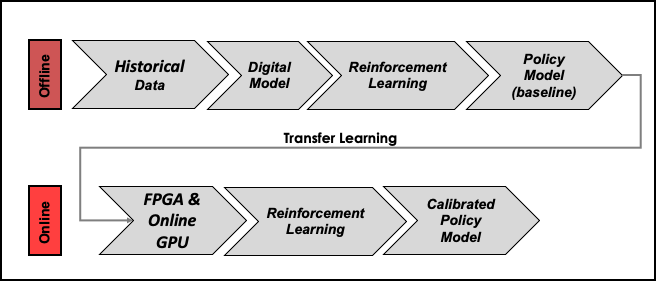 Offline
Historical
Data
Digital
Model
Reinforcement
Learning
Policy
Model
(baseline)
Transfer Learning
Online
FPGA &
Online
GPU
Reinforcement
Learning
Calibrated
Policy
Model